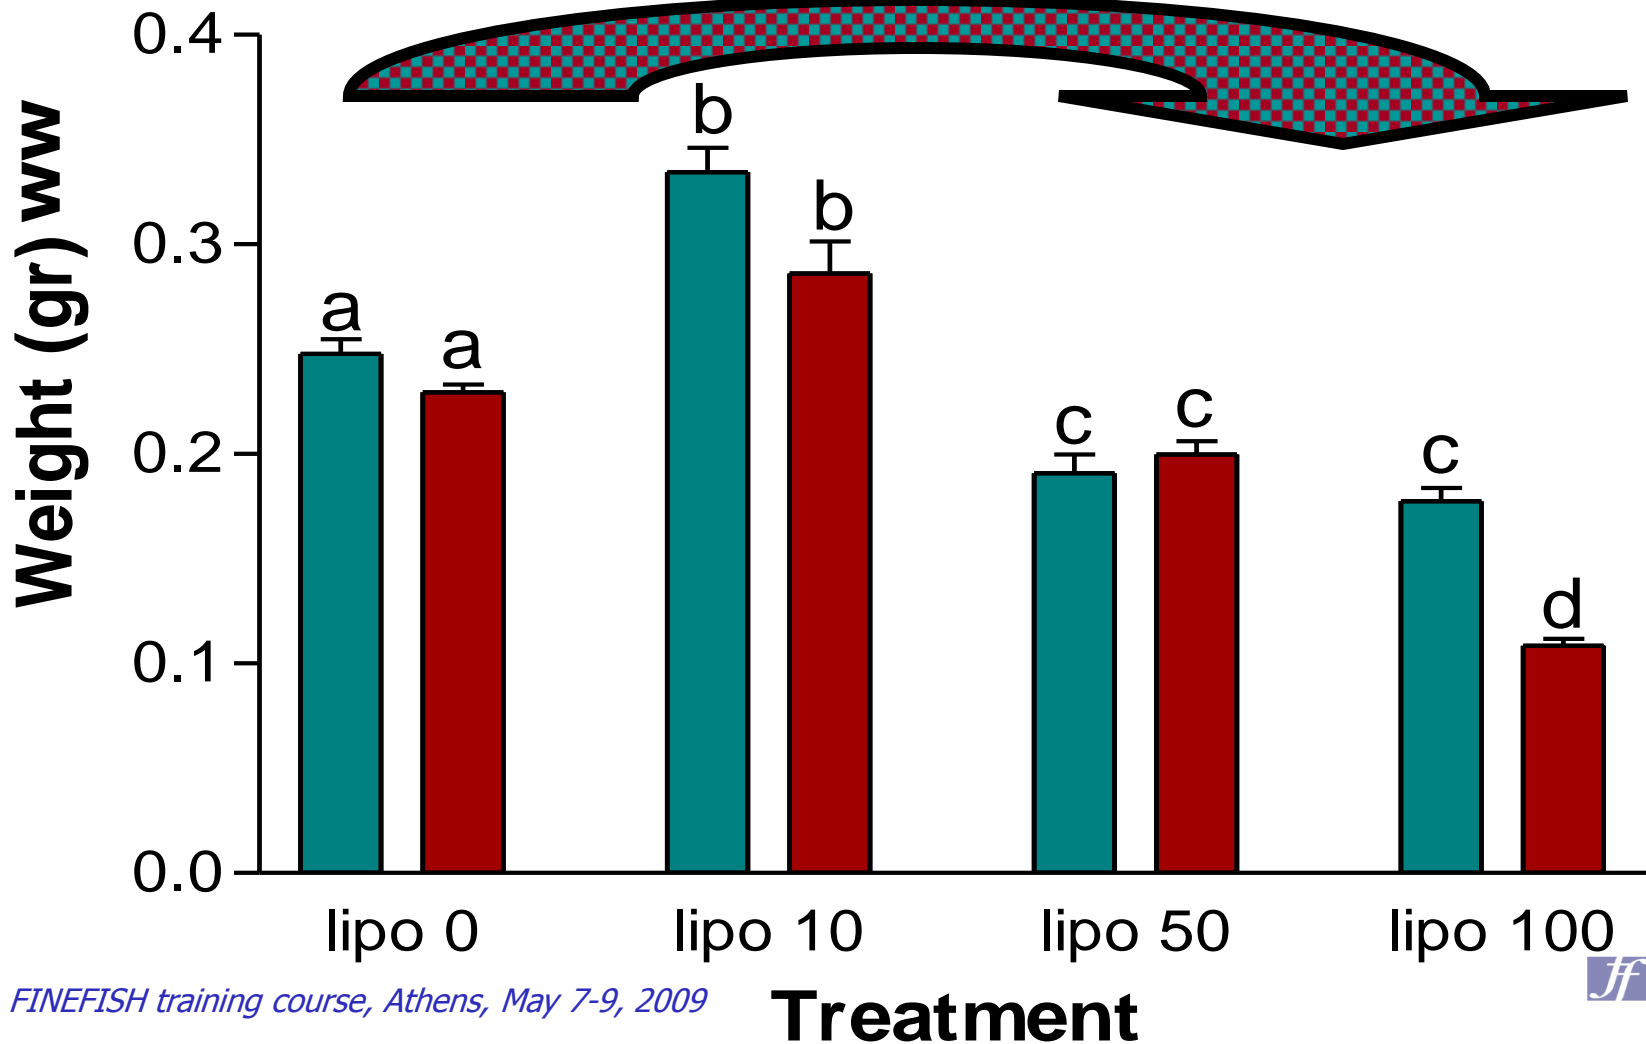 0.4
0.3
0.2
0.1
0.0
Weight (gr) ww
a
a
b
b
c
c
c
d
lipo 0
lipo 10
lipo 50
lipo 100
Treatment
FINEFISH training course, Athens, May 7-9, 2009
ff